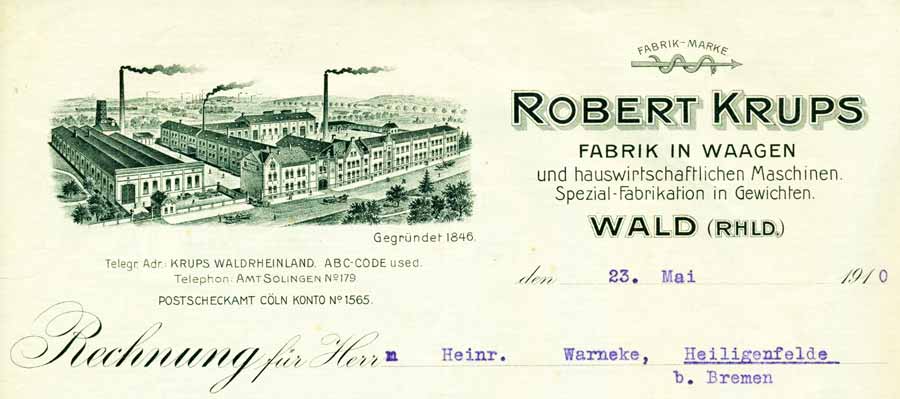 FABRIK-MARKE
ROBERT KRUPS
FABRIK IN WAAGEN
und hauswirtschaftlichen Maschinen.
Spezial-Fabrikation in Gewichten.
WALD (RHLD.)
Gegründet 1846.
Telegr. Adr.: KRUPS WALDRHEINLAND. ABC-CODE used.
Telephon: AMT SOLINGEN No 179
POSTSCHECKAMT CÖLN KONTO No 1565.
den 23. Mai 1910
Rechnung für Herrn Heinr. Warneke, Heiligenfelde
b. Bremen